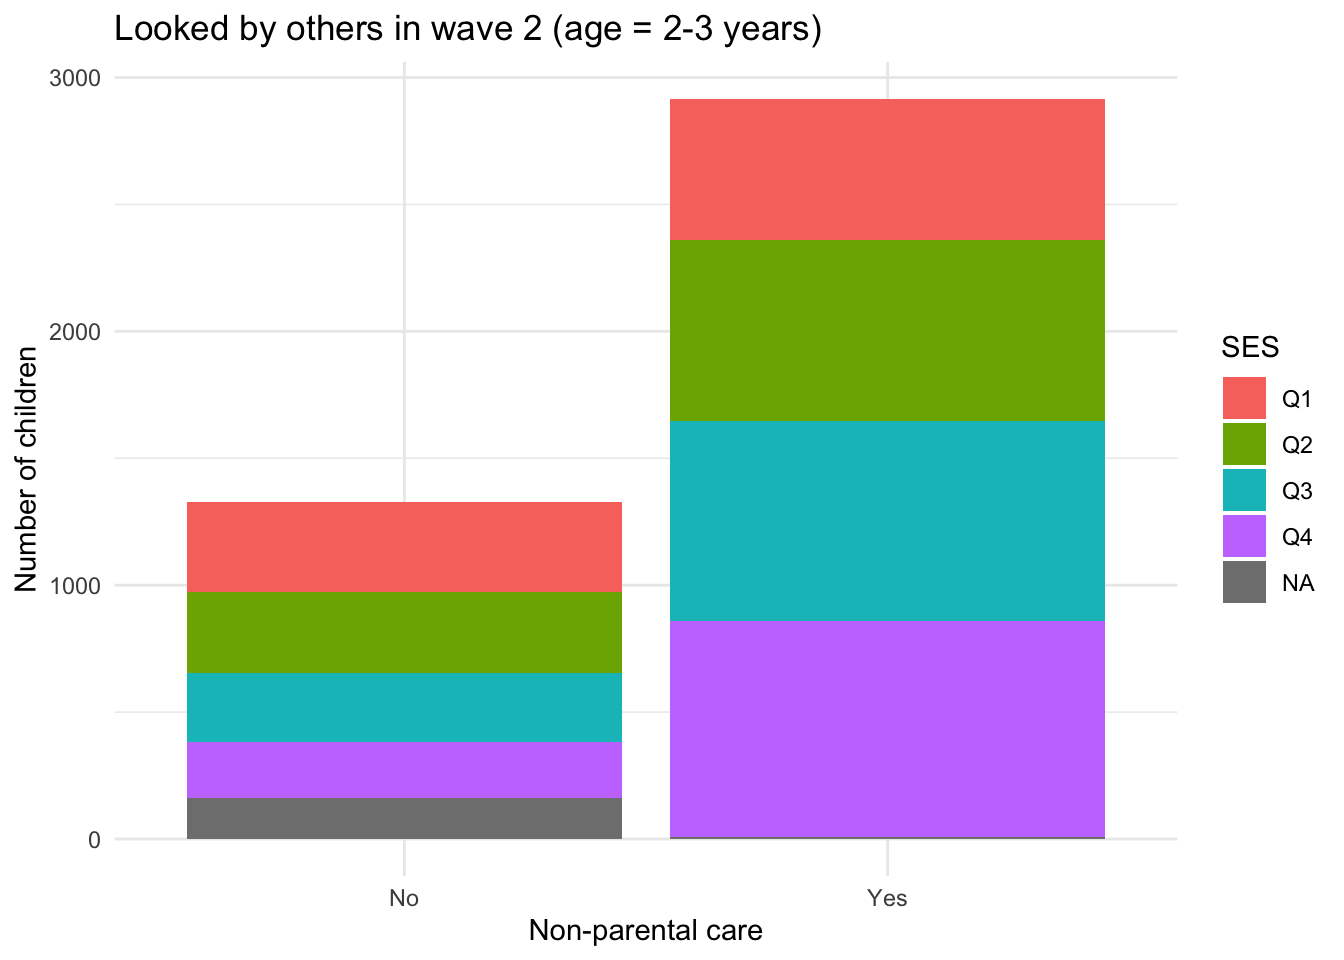 Looked by others in wave 2 (age = 2-3 years)
3000
2000
1000
0
Number of children
No
Yes
Non-parental care
SES
Q1
Q2
Q3
Q4
NA